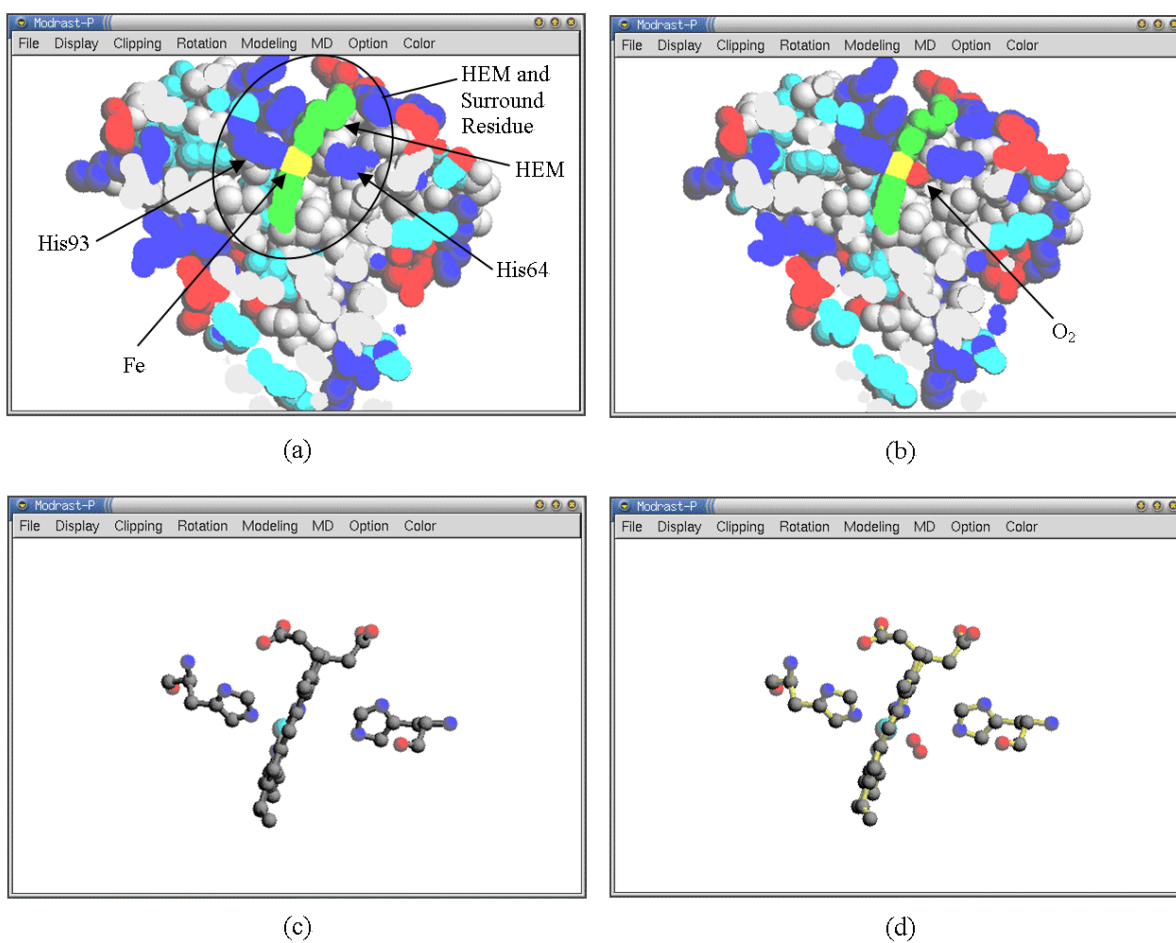 Modrast-P
File Display Clipping Rotation Modeling MD Option Color
HEM and
Surround
Residue
HEM
His93
His64
Fe
(a)
Modrast-P
File Display Clipping Rotation Modeling MD Option Color
O₂
(b)
Modrast-P
File Display Clipping Rotation Modeling MD Option Color
(c)
Modrast-P
File Display Clipping Rotation Modeling MD Option Color
(d)